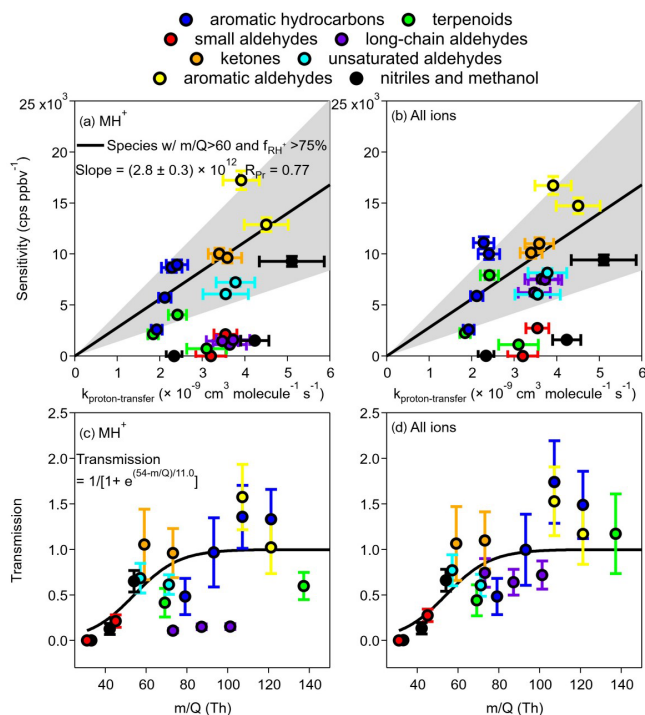 aromatic hydrocarbons terpenoids
small aldehydes long-chain aldehydes
ketones unsaturated aldehydes
aromatic aldehydes nitriles and methanol
25 x10³
20
15
10
5
0
Sensitivity (cps ppbv⁻¹)
(a) MH⁺
Species w/ m/Q>60 and f_RH⁺ >75%
Slope = (2.8 ± 0.3) × 10¹² R_Pr = 0.77
0 1 2 3 4 5 6
k_proton-transfer (× 10⁻⁹ cm³ molecule⁻¹ s⁻¹)
25 x10³
20
15
10
5
0
(b) All ions
0 1 2 3 4 5 6
k_proton-transfer (× 10⁻⁹ cm³ molecule⁻¹ s⁻¹)
2.5
2.0
1.5
1.0
0.5
0.0
Transmission
(c) MH⁺
Transmission
= 1/[1+ e^(54-m/Q)/11.0]
40 60 80 100 120 140
m/Q (Th)
2.5
2.0
1.5
1.0
0.5
0.0
(d) All ions
40 60 80 100 120 140
m/Q (Th)